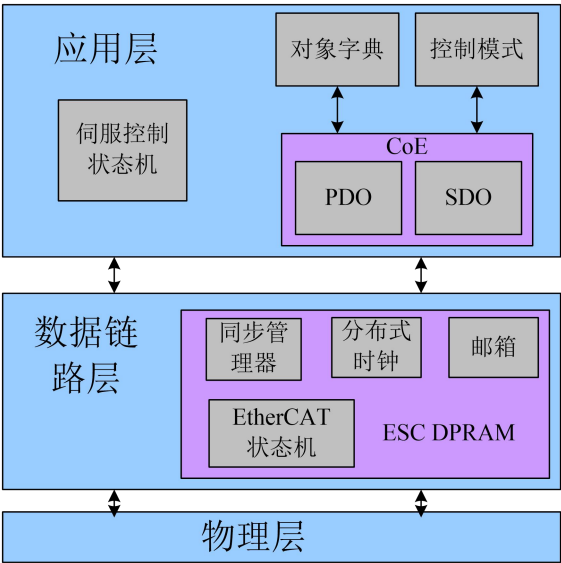 应用层
对象字典
控制模式
伺服控制
状态机
CoE
PDO
SDO
数据链
路层
同步管
理器
分布式
时钟
邮箱
EtherCAT
状态机
ESC DPRAM
物理层